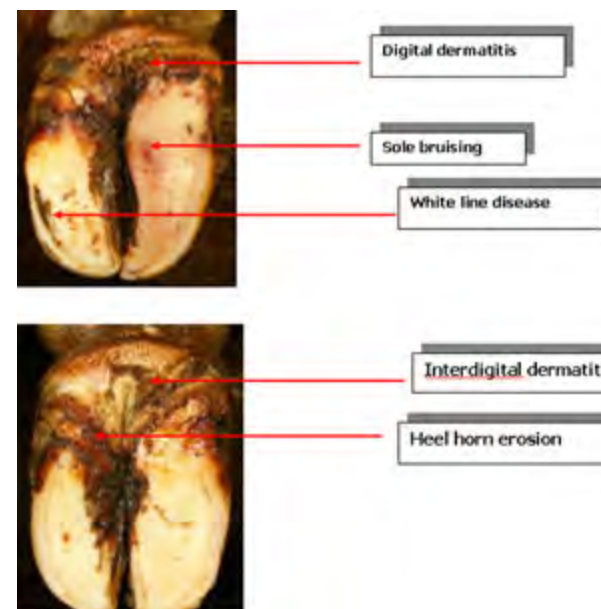 Digital dermatitis
Sole bruising
White line disease
Interdigital dermatit
Heel horn erosion